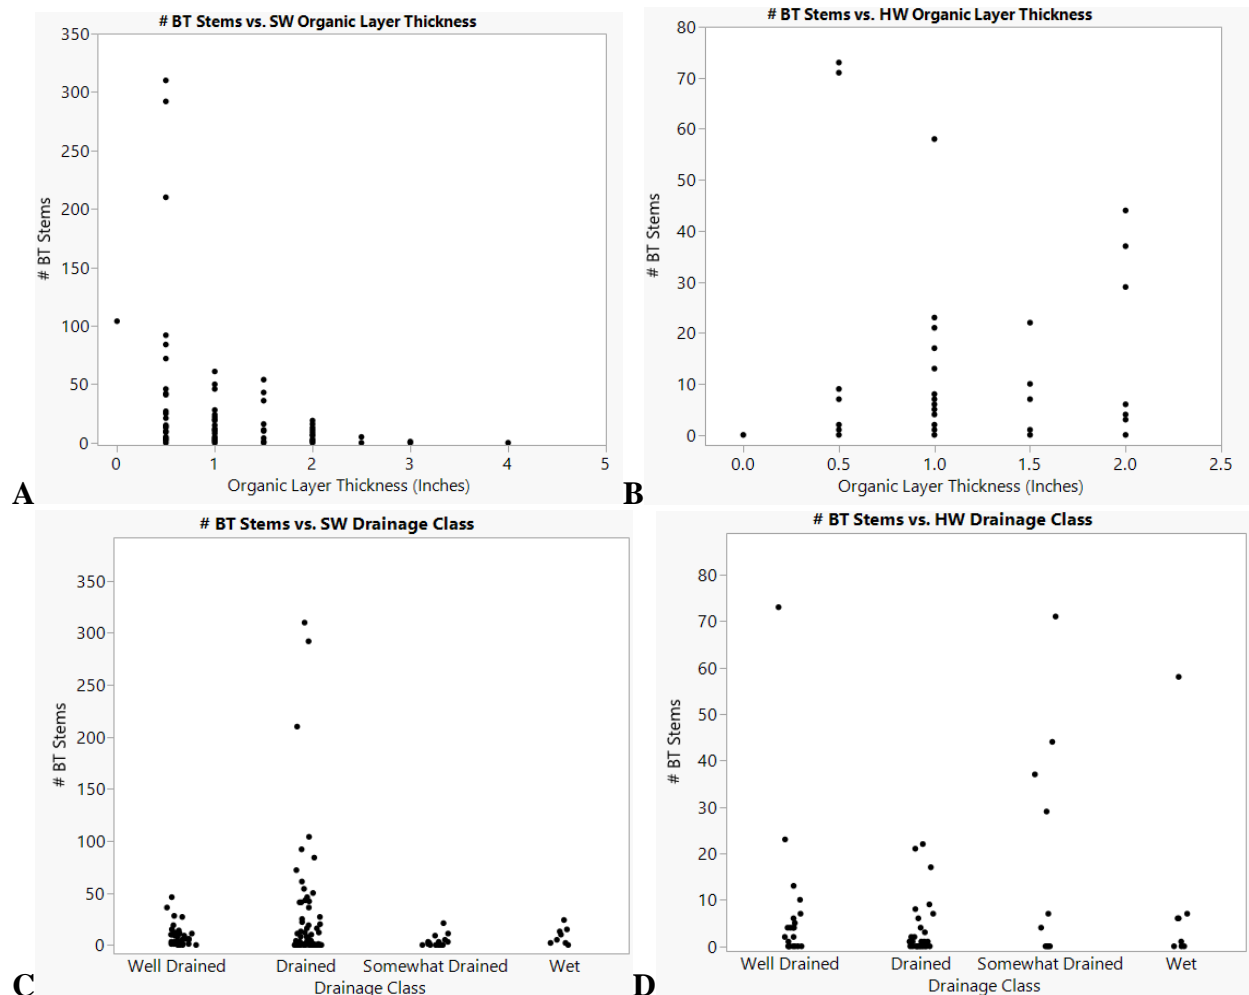 # BT Stems vs. SW Organic Layer Thickness
350
300
250
200
150
100
50
0
# BT Stems
0 1 2 3 4 5
Organic Layer Thickness (Inches)
A
# BT Stems vs. HW Organic Layer Thickness
80
70
60
50
40
30
20
10
0
# BT Stems
0.0 0.5 1.0 1.5 2.0 2.5
Organic Layer Thickness (Inches)
B
# BT Stems vs. SW Drainage Class
350
300
250
200
150
100
50
0
# BT Stems
Well Drained Drained Somewhat Drained Wet
Drainage Class
C
# BT Stems vs. HW Drainage Class
80
70
60
50
40
30
20
10
0
# BT Stems
Well Drained Drained Somewhat Drained Wet
Drainage Class
D